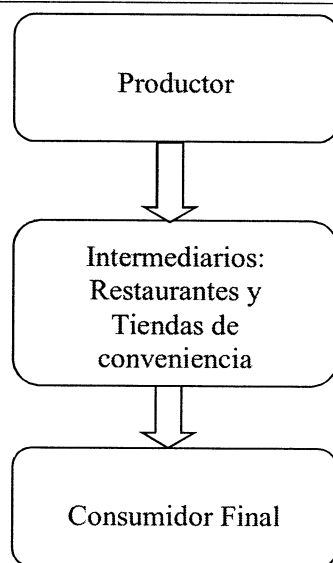 Productor
Intermediarios:
Restaurantes y
Tiendas de
conveniencia
Consumidor Final